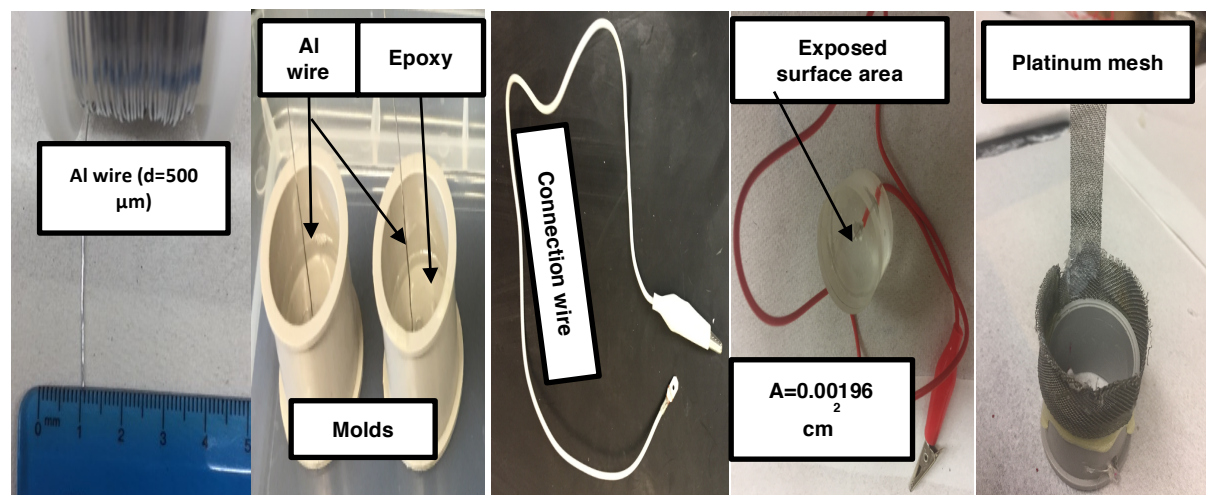 Al wire (d=500
µm)
0 mm 1 2 3 4 5
Al
wire
Epoxy
Molds
Connection wire
Exposed
surface area
A=0.00196
2
cm
Platinum mesh